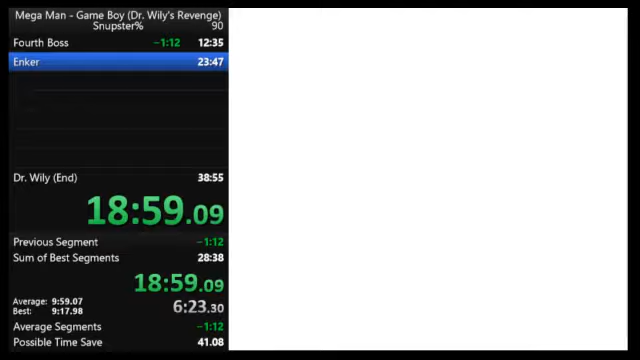 Mega Man - Game Boy (Dr. Wily's Revenge)
Snupster% 90
Fourth Boss −1:12 12:35
Enker 23:47
Dr. Wily (End) 38:55
18:59.09
Previous Segment −1:12
Sum of Best Segments 28:38
18:59.09
Average: 9:59.07
Best: 9:17.98
6:23.30
Average Segments −1:12
Possible Time Save 41.08